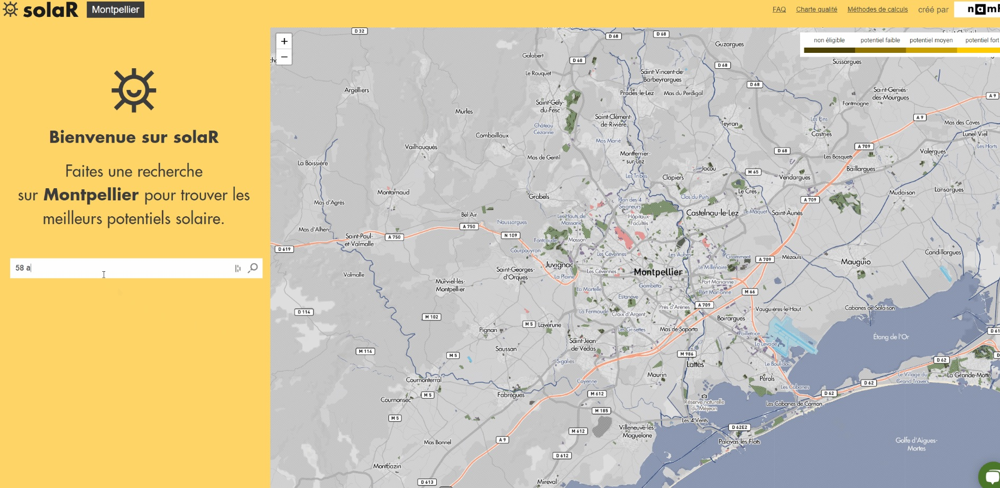 solaR
Montpellier
FAQ
Charte qualité
Méthodes de calculs
créé par
Bienvenue sur solaR
Faites une recherche
sur Montpellier pour trouver les
meilleurs potentiels solaire.
58 a
+
−
non éligible
potentiel faible
potentiel moyen
potentiel fort
D 32
D 68
D 68
Guzargues
Galabert
D 68
D 68
Sussargues
Le Rouquet
Saint-Vincent-de-
Barbeyrargues
D 68
Argelliers
Prades-le-Lez
Mas du Perdigal
Saint-Geniès-
des-Mourgues
A 9
Saint-Gély-
du-Fesc
Fontmagne
Murles
Saint-Clément-
de-Rivière
Les Pins
A 9
Teyran
Mas des Caves
Château
Cézanne
Combaillaux
Castries
Lunel-Viel
Mas Marié
Vailhauquès
A 709
Les Horts
Montferrier-
sur-Lez
D 68
Valergues
Mas de Gentil
Les Bosquets
La Boissière
Jacou
Baillargues
M 65
Les Tribes
Clapiers
Vendargues
Montarnaud
Le Crès
Lansargues
Mudaison
Grabels
Clos du Puits
Plan des 4
Seigneurs
A 709
Mas d'Agrès
Le Maquet
Castelnau-le-Lez
Saint-Aunès
Bel-Air
Les Hauts de
Massane
Hôpitaux-
Facultés
Naussargues
A 750
Mas d'Alhen
N 109
Saint-Paul-
et-Valmalle
A 750
Fontcaude
Mosson
D 619
Courpouyran
Les Cévennes
Les Aubes
Candillargues
Grammont
Mézouls
A 709
Mauguio
Juvignac
Le Millénaire
Saint-Georges-
d'Orques
Les Cévennes
Montpellier
Valmalle
La Plaine
Murviel-lès-
Montpellier
Port Marianne
Gambetta
La Martelle
Port Marianne
M 66
Estanove
A 709
Prés d'Arènes
Vauguières-le-Haut
Cabanes de Salaison
D 114
La Fermaude
Croix d'Argent
M 102
Boirargues
M 5
Lavérune
Pignan
Les Grisettes
Mas de Saporta
Pailletrice
Étang de l'Or
Saint-Jean-
de-Védas
La Levade
Saussan
M 114
M 5
M 986
Sigaliès
D 62
Lattes
Le Boulidou
Maurin
Pérols
Le Village du
Grand Travers
La Grande-Motte
Cournonterral
Cayenne
D 62
Les Cabanes
Fabrègues
M 5
M 612
D 62
Cournonsec
Réserve naturelle
du Méjean
Les Cabanes de Carnon
M 185
M 5
Les 4 Vents
Villeneuve-lès-
Maguelone
D 62E2
M 612
Mas Bonnel
A 9
Palavas-les-Flots
Golfe d'Aigues-
Mortes
D 612
Montbazin
D 613
Mireval